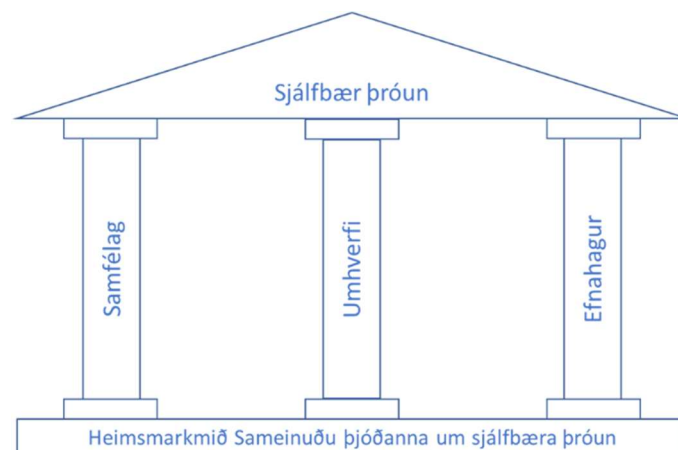 Sjálfbær þróun
Samfélag
Umhverfi
Efnahagur
Heimsmarkmið Sameinuðu þjóðanna um sjálfbæra þróun